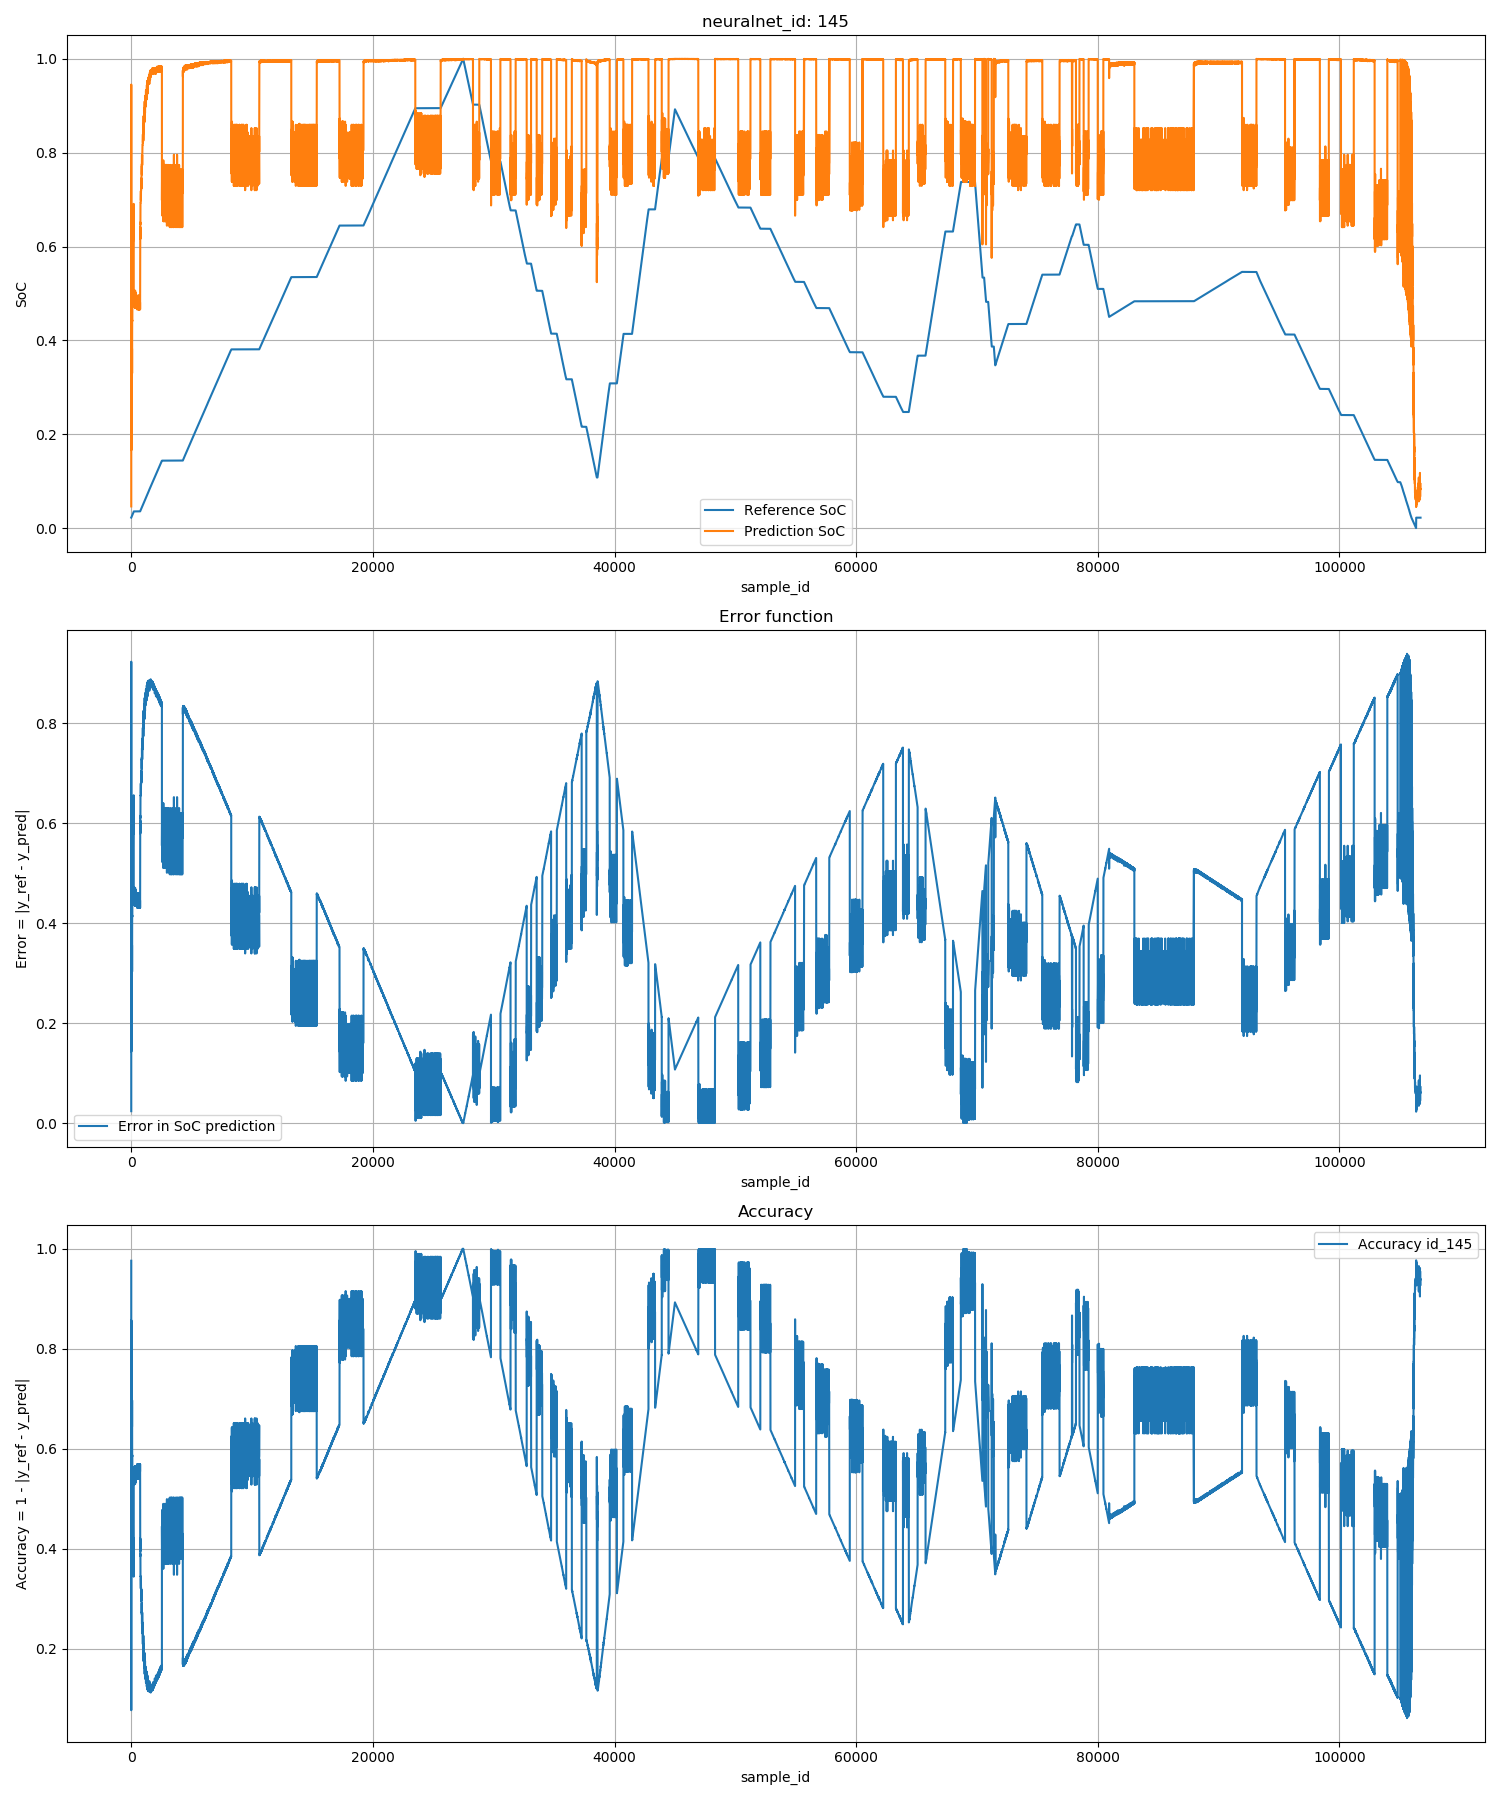 neuralnet_id: 145
1.0
0.8
0.6
0.4
0.2
0.0
SoC
Reference SoC
Prediction SoC
0 20000 40000 60000 80000 100000
sample_id
Error function
0.8
0.6
0.4
0.2
0.0
Error = |y_ref - y_pred|
Error in SoC prediction
0 20000 40000 60000 80000 100000
sample_id
Accuracy
1.0
0.8
0.6
0.4
0.2
Accuracy = 1 - |y_ref - y_pred|
Accuracy id_145
0 20000 40000 60000 80000 100000
sample_id